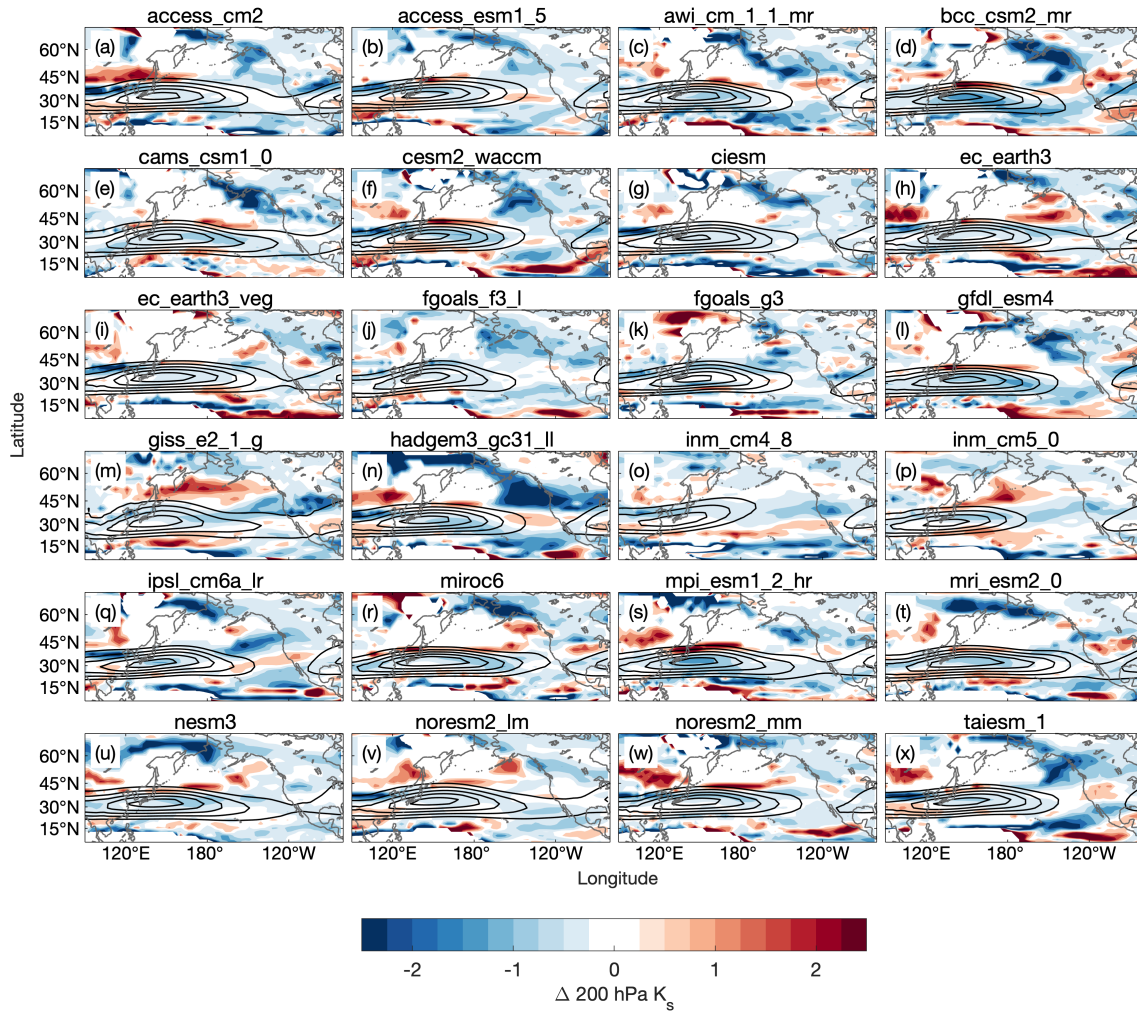 access_cm2 access_esm1_5 awi_cm_1_1_mr bcc_csm2_mr
(a) (b) (c) (d)
60°N
45°N
30°N
15°N
cams_csm1_0 cesm2_waccm ciesm ec_earth3
(e) (f) (g) (h)
60°N
45°N
30°N
15°N
ec_earth3_veg fgoals_f3_l fgoals_g3 gfdl_esm4
(i) (j) (k) (l)
60°N
45°N
30°N
15°N
Latitude
giss_e2_1_g hadgem3_gc31_ll inm_cm4_8 inm_cm5_0
(m) (n) (o) (p)
60°N
45°N
30°N
15°N
ipsl_cm6a_lr miroc6 mpi_esm1_2_hr mri_esm2_0
(q) (r) (s) (t)
60°N
45°N
30°N
15°N
nesm3 noresm2_lm noresm2_mm taiesm_1
(u) (v) (w) (x)
60°N
45°N
30°N
15°N
120°E 180° 120°W 120°E 180° 120°W 120°E 180° 120°W 120°E 180° 120°W
Longitude
-2 -1 0 1 2
Δ 200 hPa Ks